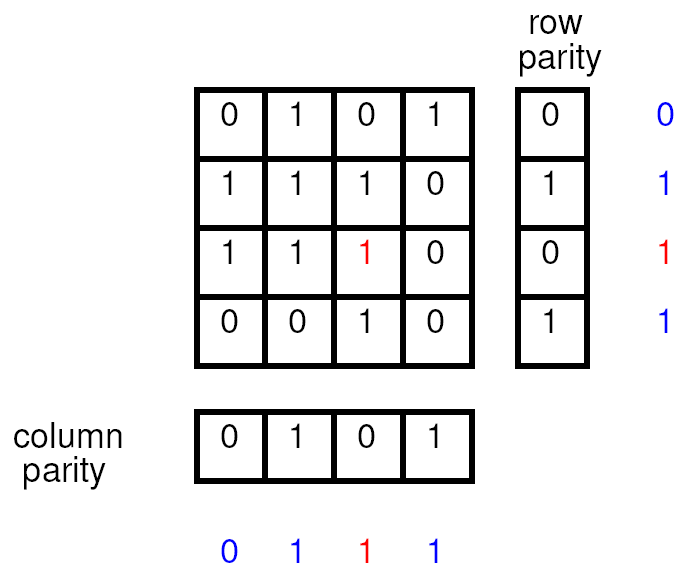 row
parity
0 1 0 1 0 0
1 1 1 0 1 1
1 1 1 0 0 1
0 0 1 0 1 1
column
parity
0 1 0 1
0 1 1 1